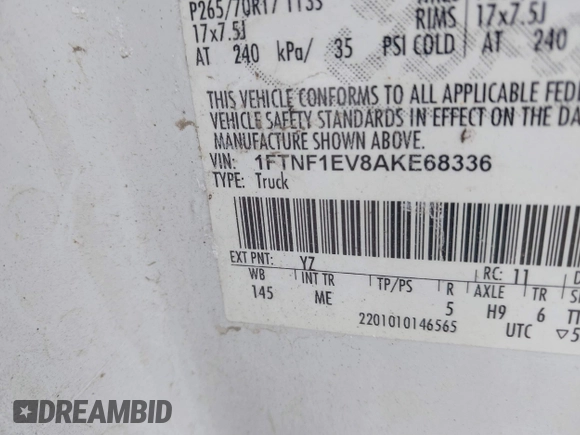 P265/70R17 113S
17x7.5J
AT 240 kPa/ 35 PSI COLD
RIMS 17x7.5J
AT 240
THIS VEHICLE CONFORMS TO ALL APPLICABLE FEDE
VEHICLE SAFETY STANDARDS IN EFFECT ON THE DA
MANUFACTURE SHOWN ABOVE.
VIN: 1FTNF1EV8AKE68336
TYPE: Truck
EXT PNT: YZ RC: 11
WB INT TR TP/PS R AXLE TR
145 ME 5 H9 6
2201010146565 UTC ▽5
DREAMBID